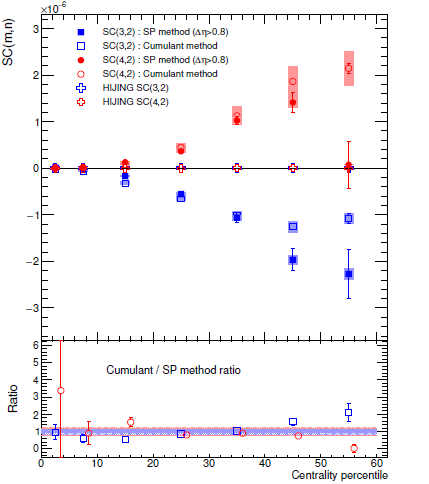 ×10⁻⁶
SC(m,n)
SC(3,2) : SP method (Δη>0.8)
SC(3,2) : Cumulant method
SC(4,2) : SP method (Δη>0.8)
SC(4,2) : Cumulant method
HIJING SC(3,2)
HIJING SC(4,2)
3
2
1
0
−1
−2
−3
Ratio
Cumulant / SP method ratio
6
5
4
3
2
1
0
0 10 20 30 40 50 60
Centrality percentile